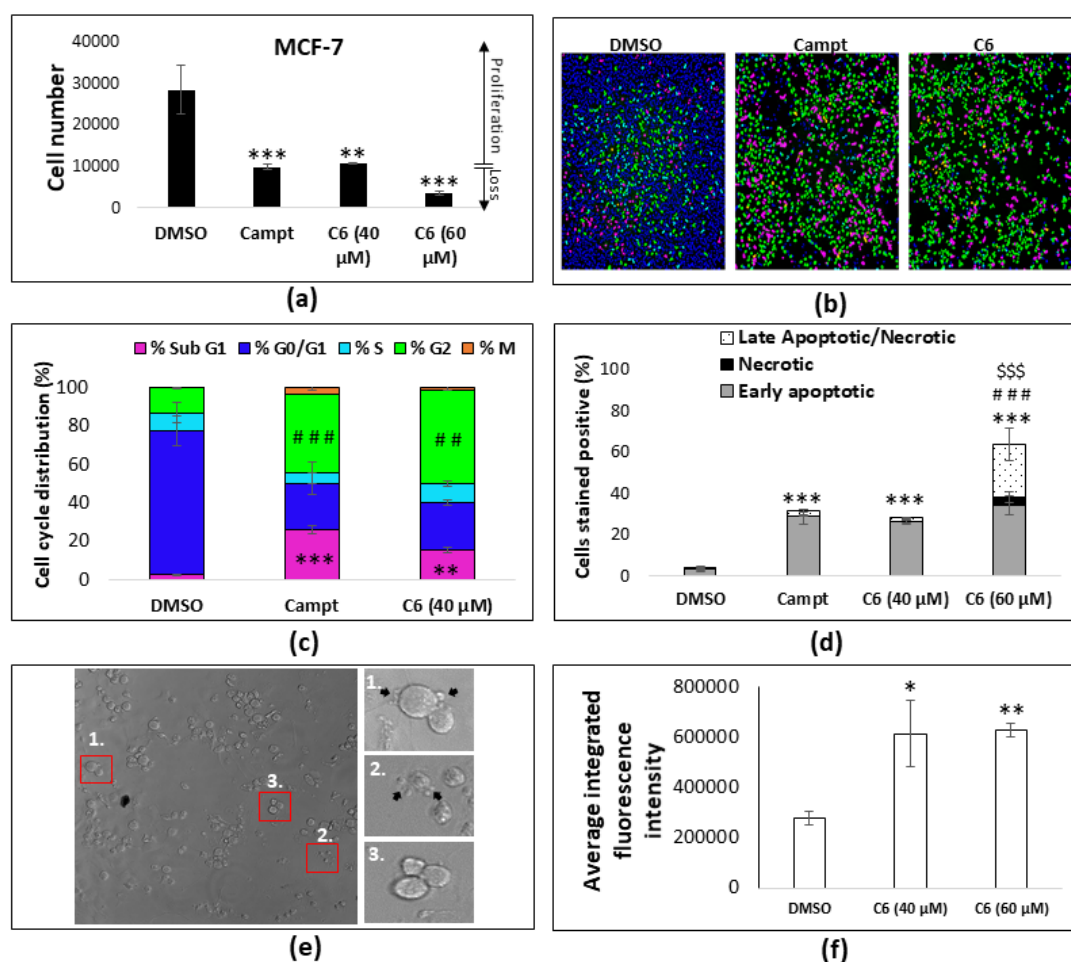 MCF-7
Cell number
40000
30000
20000
10000
0
***
**
***
Proliferation
Loss
DMSO
Campt
C6 (40 μM)
C6 (60 μM)
(a)
DMSO
Campt
C6
(b)
% Sub G1
% G0/G1
% S
% G2
% M
Cell cycle distribution (%)
100
80
60
40
20
0
# # #
# #
***
**
DMSO
Campt
C6 (40 μM)
(c)
Late Apoptotic/Necrotic
Necrotic
Early apoptotic
Cells stained positive (%)
100
80
60
40
20
0
***
***
$$$
# # #
***
DMSO
Campt
C6 (40 μM)
C6 (60 μM)
(d)
1.
3.
2.
1.
2.
3.
(e)
Average integrated
fluorescence
intensity
800000
600000
400000
200000
0
*
**
DMSO
C6 (40 μM)
C6 (60 μM)
(f)